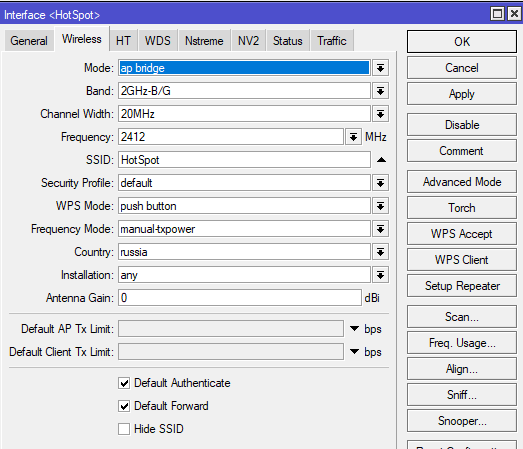 Interface <HotSpot>
General Wireless HT WDS Nstreme NV2 Status Traffic
Mode: ap bridge
Band: 2GHz-B/G
Channel Width: 20MHz
Frequency: 2412 MHz
SSID: HotSpot
Security Profile: default
WPS Mode: push button
Frequency Mode: manual-txpower
Country: russia
Installation: any
Antenna Gain: 0 dBi
Default AP Tx Limit: bps
Default Client Tx Limit: bps
Default Authenticate
Default Forward
Hide SSID
OK
Cancel
Apply
Disable
Comment
Advanced Mode
Torch
WPS Accept
WPS Client
Setup Repeater
Scan...
Freq. Usage...
Align...
Sniff...
Snooper...